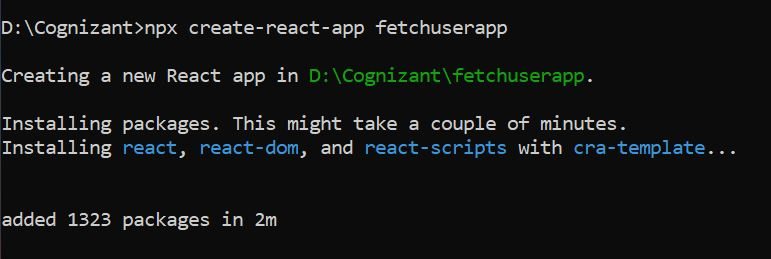 D:\Cognizant>npx create-react-app fetchuserapp
Creating a new React app in D:\Cognizant\fetchuserapp.
Installing packages. This might take a couple of minutes.
Installing react, react-dom, and react-scripts with cra-template...
added 1323 packages in 2m